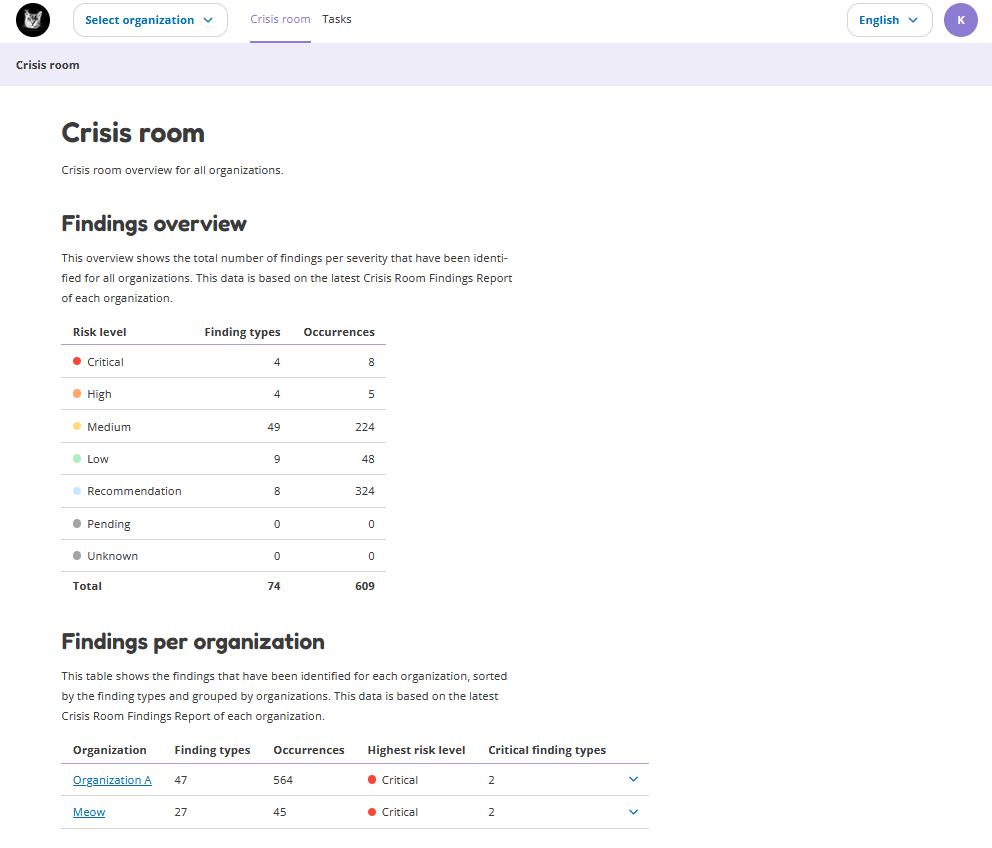 Select organization
Crisis room
Tasks
English
K
Crisis room
Crisis room
Crisis room overview for all organizations.
Findings overview
This overview shows the total number of findings per severity that have been identi-
fied for all organizations. This data is based on the latest Crisis Room Findings Report
of each organization.
Risk level Finding types Occurrences
Critical 4 8
High 4 5
Medium 49 224
Low 9 48
Recommendation 8 324
Pending 0 0
Unknown 0 0
Total 74 609
Findings per organization
This table shows the findings that have been identified for each organization, sorted
by the finding types and grouped by organizations. This data is based on the latest
Crisis Room Findings Report of each organization.
Organization Finding types Occurrences Highest risk level Critical finding types
Organization A 47 564 Critical 2
Meow 27 45 Critical 2